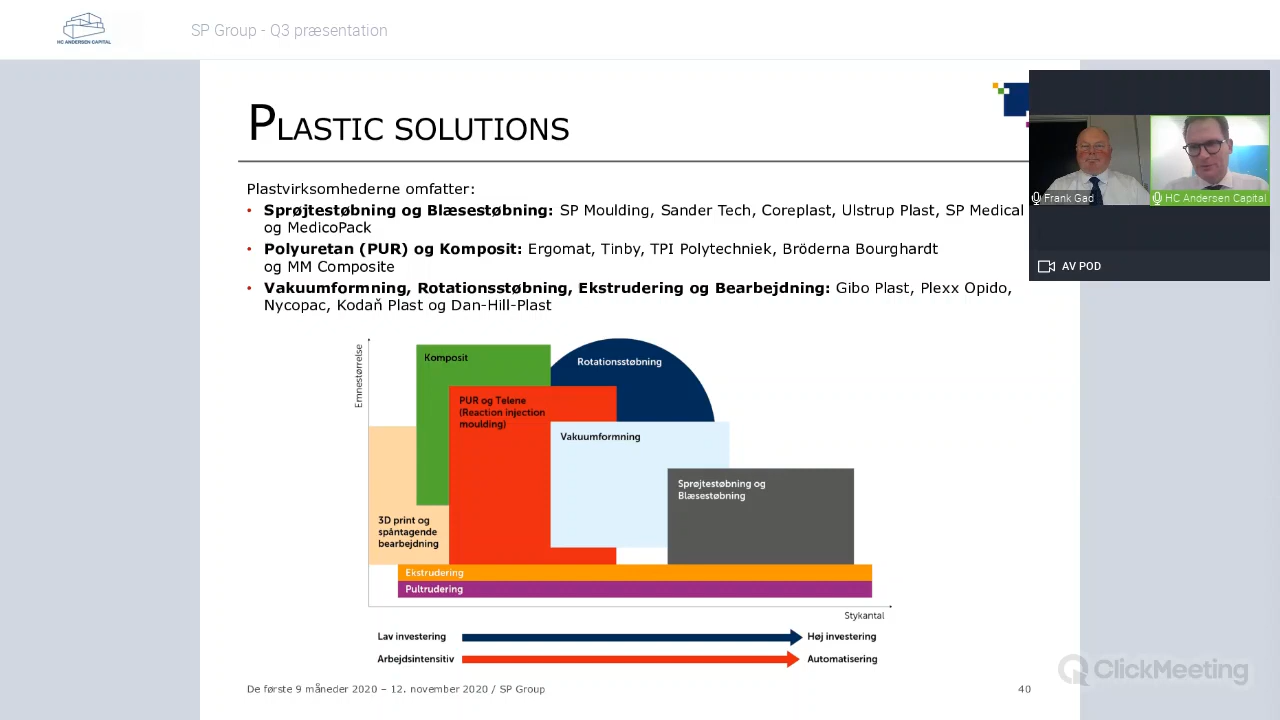 HC ANDERSEN CAPITAL
SP Group - Q3 præsentation
PLASTIC SOLUTIONS
Plastvirksomhederne omfatter:
• Sprøjtestøbning og Blæsestøbning: SP Moulding, Sander Tech, Coreplast, Ulstrup Plast, SP Medical
og MedicoPack
• Polyuretan (PUR) og Komposit: Ergomat, Tinby, TPI Polytechniek, Bröderna Bourghardt
og MM Composite
• Vakuumformning, Rotationsstøbning, Ekstrudering og Bearbejdning: Gibo Plast, Plexx Opido,
Nycopac, Kodaň Plast og Dan-Hill-Plast
Frank Gad
HC Andersen Capital
AV POD
Emnestørrelse
Komposit
Rotationsstøbning
PUR og Telene
(Reaction injection
moulding)
Vakuumformning
Sprøjtestøbning og
Blæsestøbning
3D print og
spåntagende
bearbejdning
Ekstrudering
Pultrudering
Stykantal
Lav investering
Høj investering
Arbejdsintensitiv
Automatisering
De første 9 måneder 2020 – 12. november 2020 / SP Group
40
ClickMeeting